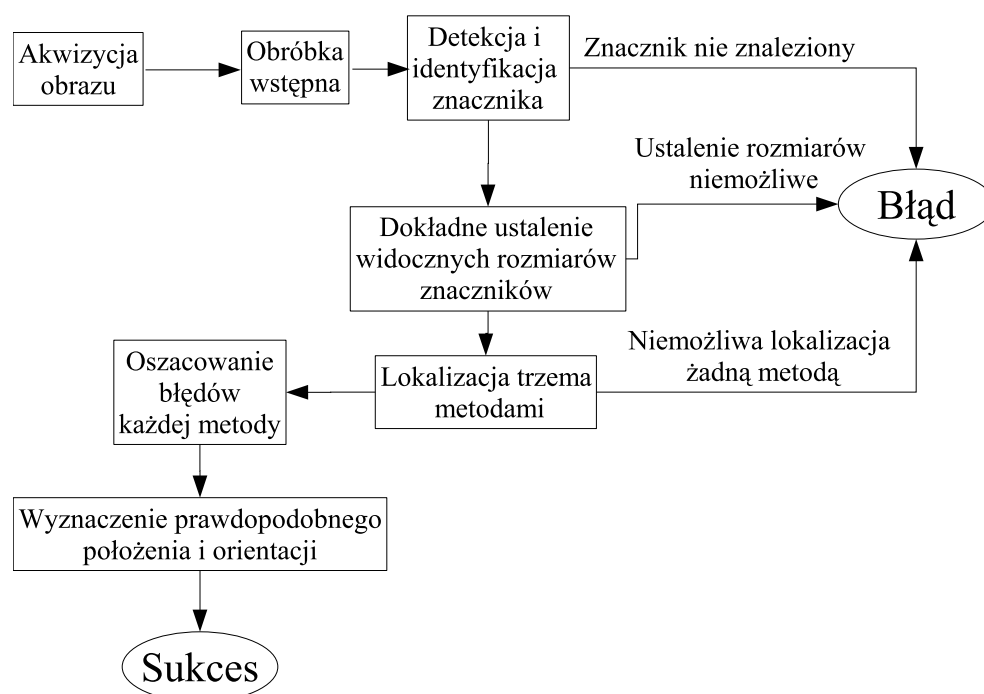 Akwizycja
obrazu
Obróbka
wstępna
Detekcja i
identyfikacja
znacznika
Znacznik nie znaleziony
Ustalenie rozmiarów
niemożliwe
Błąd
Dokładne ustalenie
widocznych rozmiarów
znaczników
Niemożliwa lokalizacja
żadną metodą
Lokalizacja trzema
metodami
Oszacowanie
błędów
każdej metody
Wyznaczenie prawdopodobnego
położenia i orientacji
Sukces